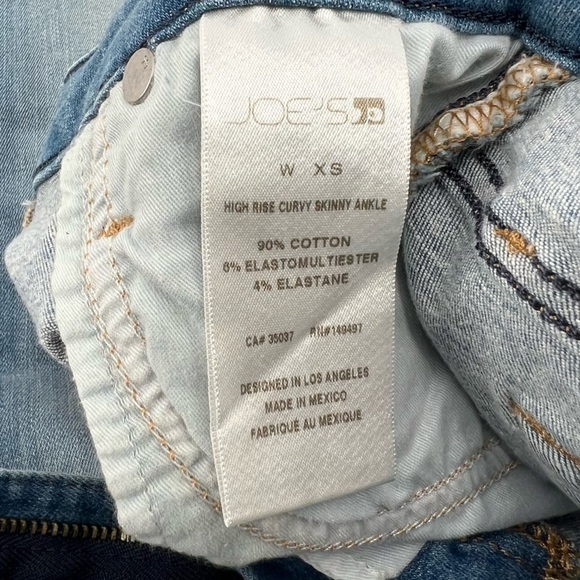 JOE'S
W XS
HIGH RISE CURVY SKINNY ANKLE
90% COTTON
6% ELASTOMULTIESTER
4% ELASTANE
CA# 35037 RN#149497
DESIGNED IN LOS ANGELES
MADE IN MEXICO
FABRIQUÉ AU MEXIQUE